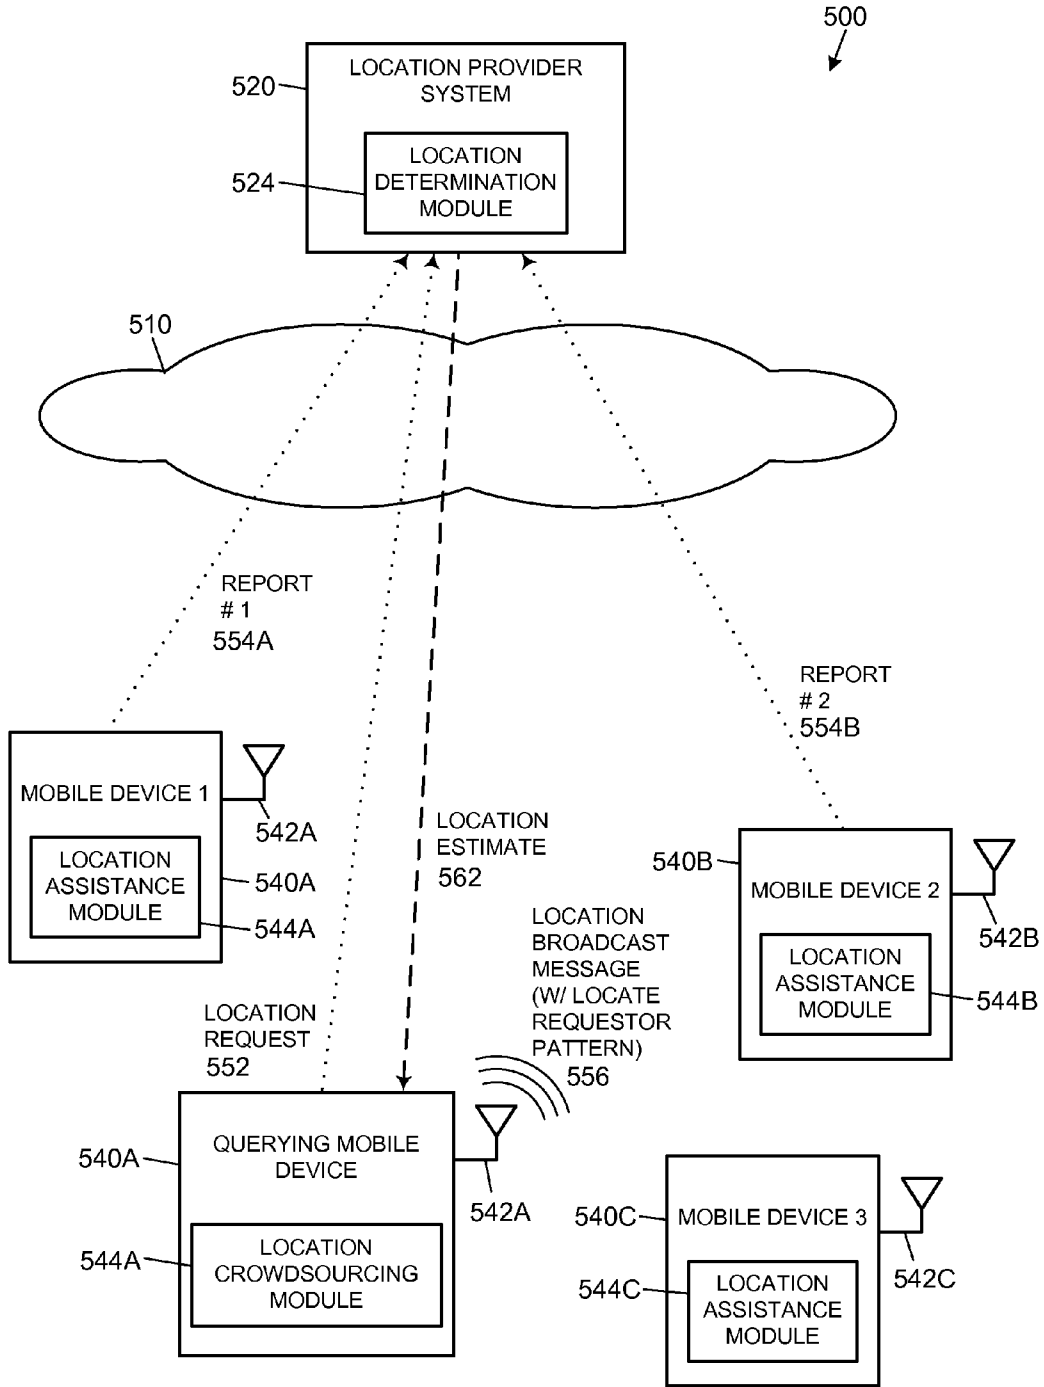 500
LOCATION PROVIDER
SYSTEM
520
LOCATION
DETERMINATION
MODULE
524
510
REPORT
# 1
554A
REPORT
# 2
554B
MOBILE DEVICE 1
542A
LOCATION
ASSISTANCE
MODULE
540A
544A
LOCATION
ESTIMATE
562
540B
MOBILE DEVICE 2
542B
LOCATION
ASSISTANCE
MODULE
544B
LOCATION
BROADCAST
MESSAGE
(W/ LOCATE
REQUESTOR
PATTERN)
556
LOCATION
REQUEST
552
540A
QUERYING MOBILE
DEVICE
542A
544A
LOCATION
CROWDSOURCING
MODULE
540C
MOBILE DEVICE 3
542C
544C
LOCATION
ASSISTANCE
MODULE